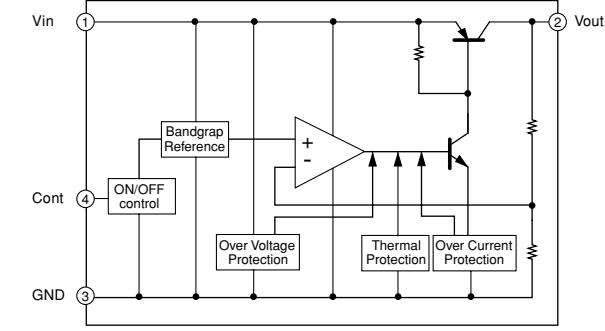 Vin 1 2 Vout
Bandgrap
Reference
+
-
ON/OFF
control
Cont 4
Over Voltage
Protection
Thermal
Protection
Over Current
Protection
GND 3